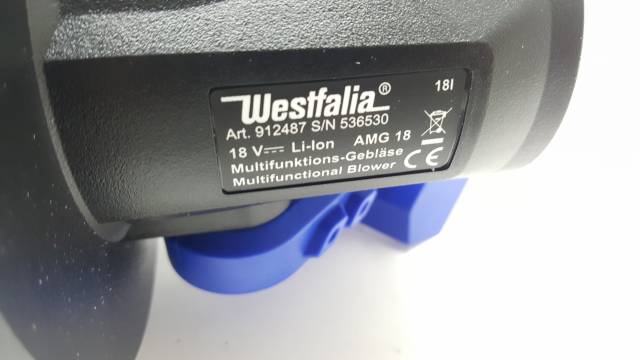 Westfalia® 18I
Art. 912487 S/N 536530
18 V⎓ Li-Ion AMG 18
Multifunktions-Gebläse
Multifunctional Blower CE